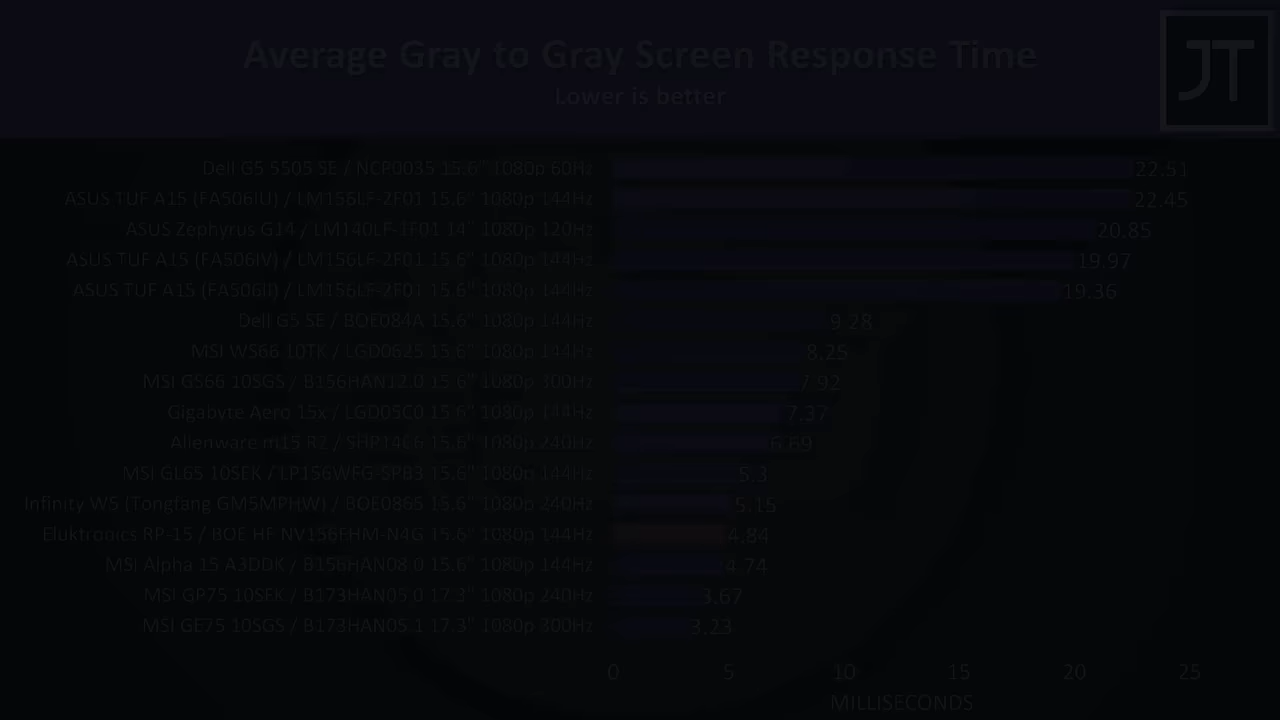 Average Gray to Gray Screen Response Time
JT
Lower is better
Dell G5 5505 SE / NCP0035 15.6" 1080p 60Hz 22.51
ASUS TUF A15 (FA506IU) / LM156LF-2F01 15.6" 1080p 144Hz 22.45
ASUS Zephyrus G14 / LM140LF-1F01 14" 1080p 120Hz 20.85
ASUS TUF A15 (FA506IV) / LM156LF-2F01 15.6" 1080p 144Hz 19.97
ASUS TUF A15 (FA506II) / LM156LF-2F01 15.6" 1080p 144Hz 19.36
Dell G5 SE / BOE084A 15.6" 1080p 144Hz 9.28
MSI WS66 10TK / LGD0625 15.6" 1080p 144Hz 8.25
MSI GS66 10SGS / B156HAN12.0 15.6" 1080p 300Hz 7.92
Gigabyte Aero 15x / LGD05C0 15.6" 1080p 144Hz 7.37
Alienware m15 R2 / SHP14C6 15.6" 1080p 240Hz 6.69
MSI GL65 10SEK / LP156WFG-SPB3 15.6" 1080p 144Hz 5.3
Infinity W5 (Tongfang GM5MPHW) / BOE08S5 15.6" 1080p 240Hz 5.15
Eluktronics RP-15 / BOE HF NV156FHM-N4G 15.6" 1080p 144Hz 4.84
MSI Alpha 15 A3DDK / B156HAN08.0 15.6" 1080p 144Hz 4.74
MSI GP75 10SEK / B173HAN05.0 17.3" 1080p 240Hz 3.67
MSI GE75 10SGS / B173HAN05.1 17.3" 1080p 300Hz 3.23
0 5 10 15 20 25
MILLISECONDS